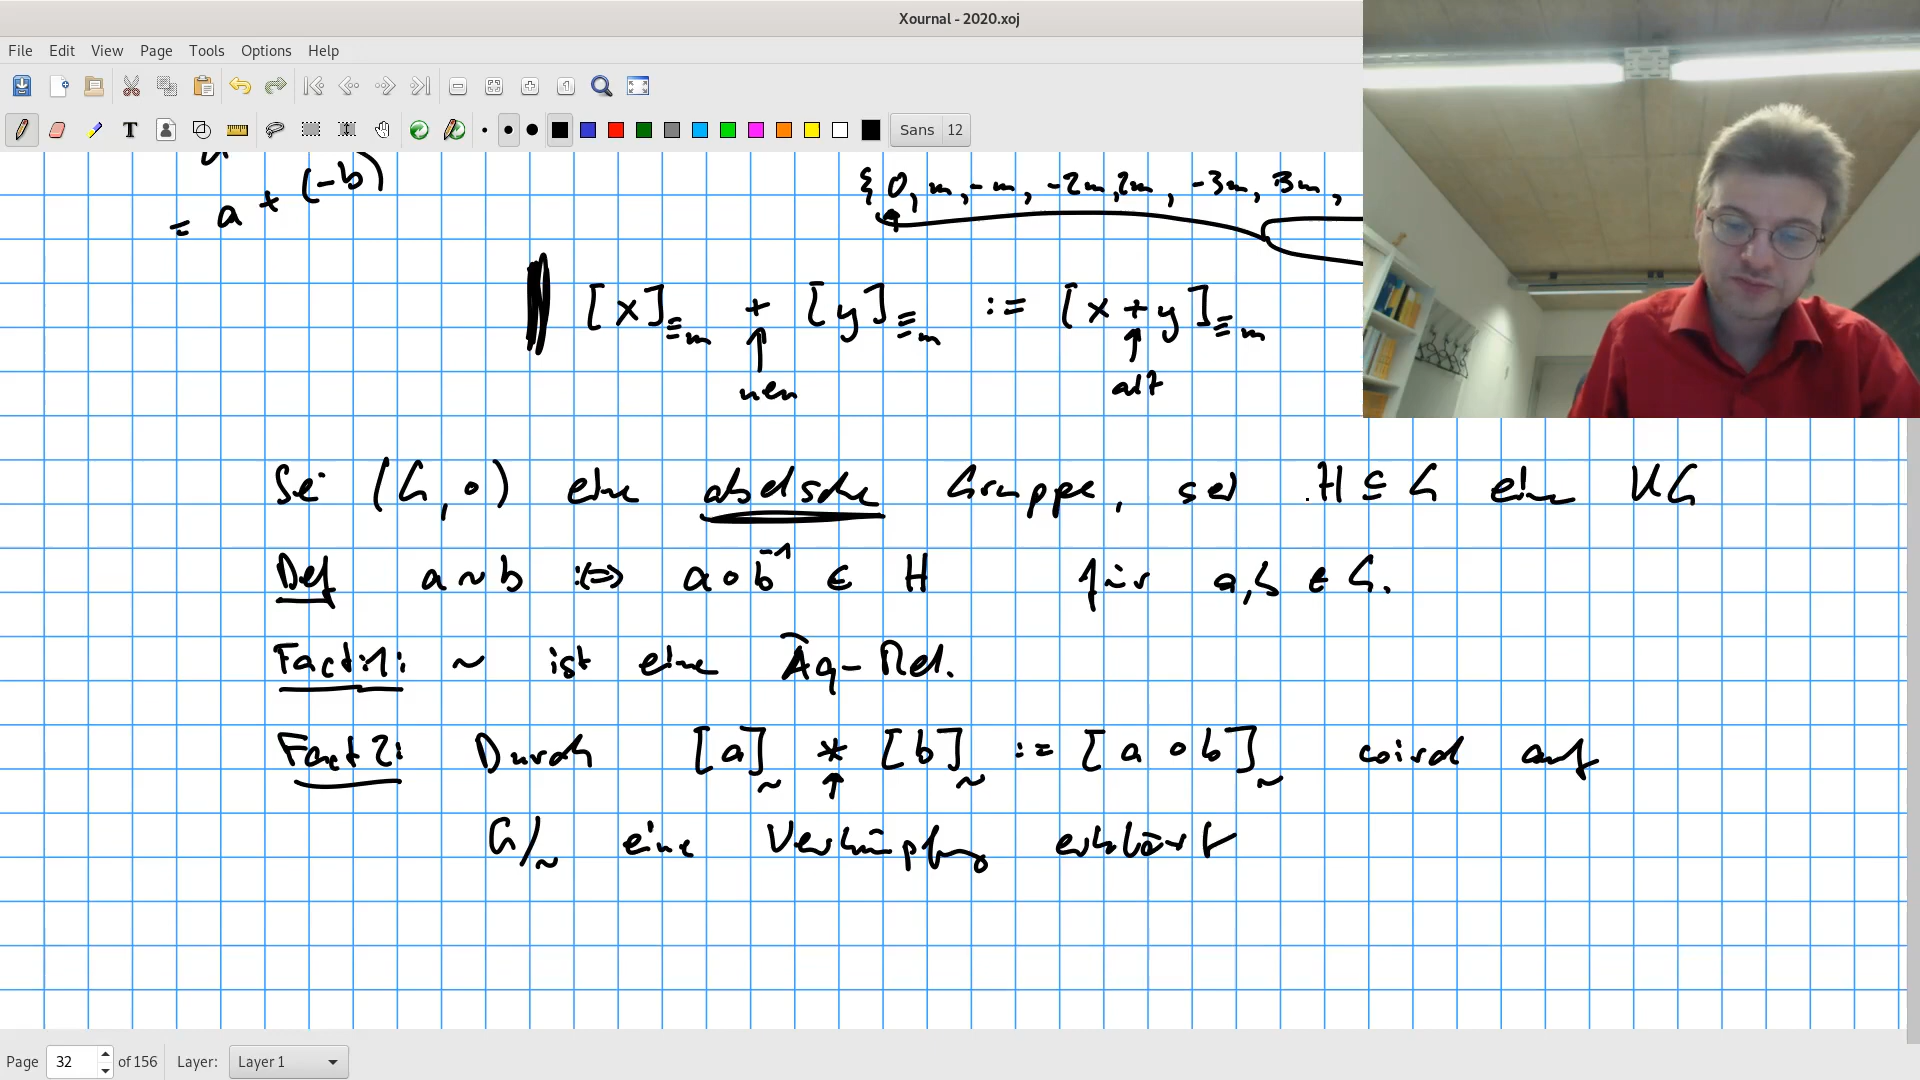 Xournal - 2020.xoj
File Edit View Page Tools Options Help
Sans 12
= a + (-b)
{ 0, m, -m, -2m, 2m, -3m, 3m,
[x]≡m + [y]≡m := [x + y]≡m
↑ neu ↑ alt
Sei (G, ∘) eine abelsche Gruppe, sei H ⊆ G eine UG
Def a ~ b :⇔ a ∘ b⁻¹ ∈ H für a, b ∈ G.
Fact 1: ~ ist eine Äq-Rel.
Fact 2: Durch [a]~ * [b]~ := [a ∘ b]~ wird auf
↑
G/~ eine Verknüpfung erklärt
Page 32 of 156 Layer: Layer 1